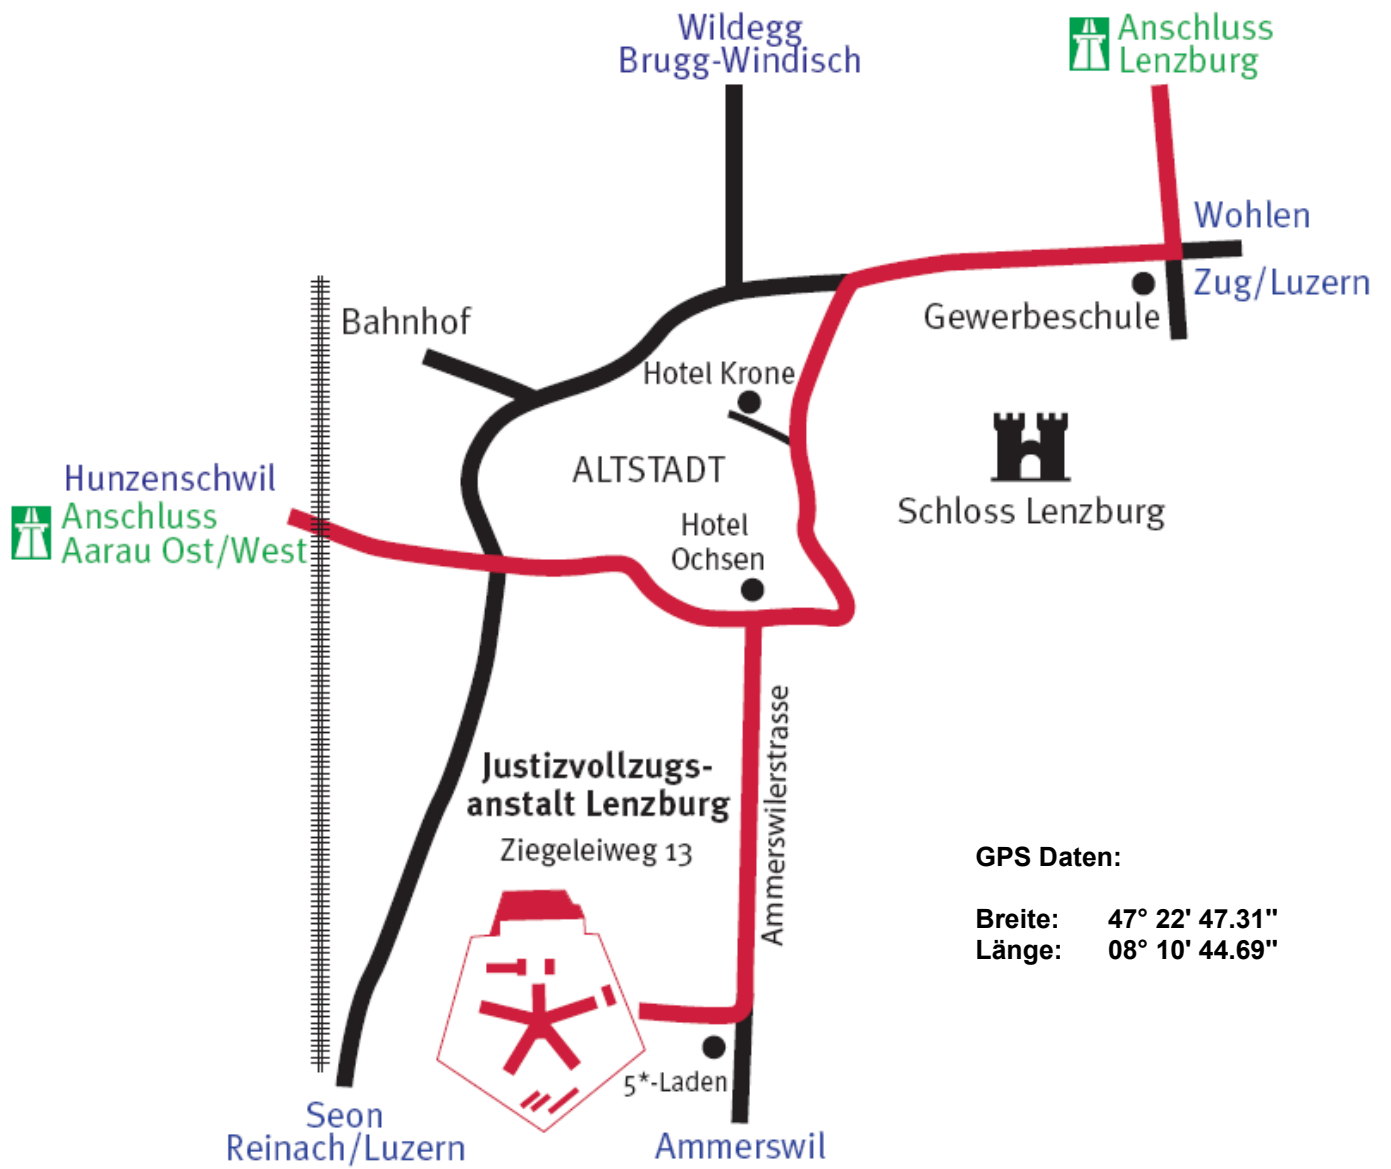 Wildegg
Brugg-Windisch
Anschluss
Lenzburg
Wohlen
Zug/Luzern
Gewerbeschule
Bahnhof
Hotel Krone
ALTSTADT
Schloss Lenzburg
Hunzenschwil
Anschluss
Aarau Ost/West
Hotel
Ochsen
Ammerswilerstrasse
Justizvollzugs-
anstalt Lenzburg
Ziegeleiweg 13
GPS Daten:
Breite: 47° 22' 47.31"
Länge: 08° 10' 44.69"
5*-Laden
Seon
Reinach/Luzern
Ammerswil